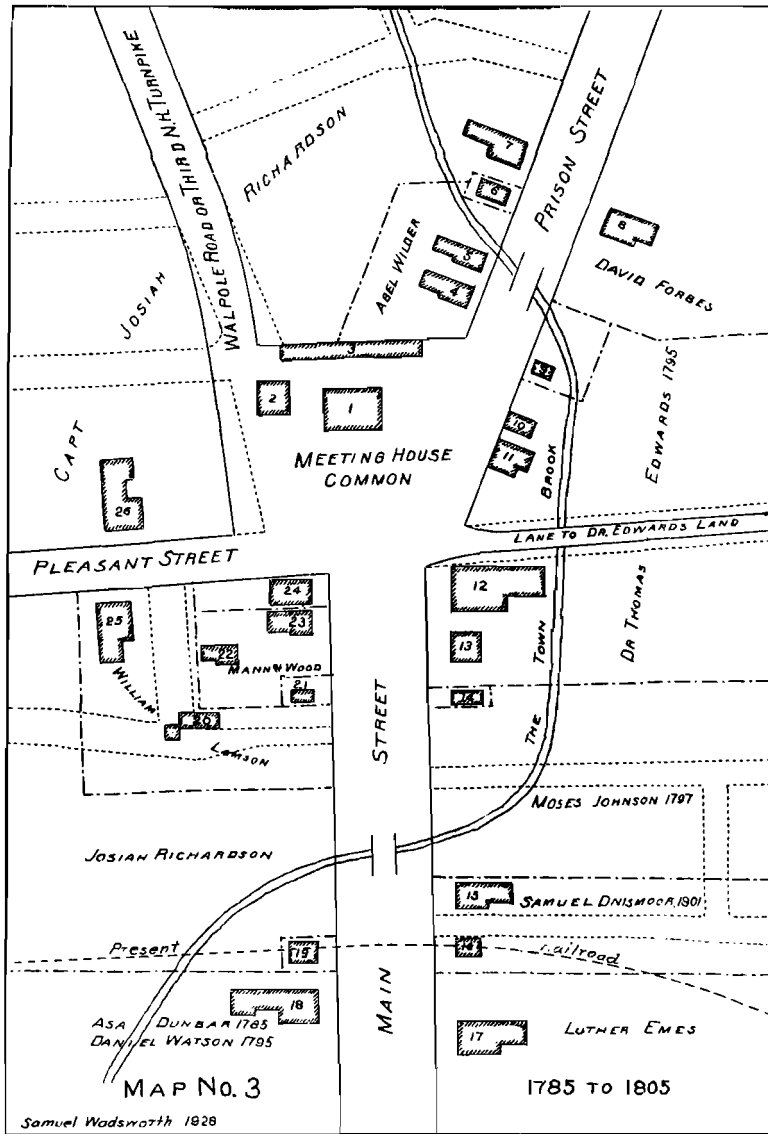 WALPOLE ROAD OR THIRD N.H. TURNPIKE
RICHARDSON
PRISON STREET
7
6
8
JOSIAH
ABEL WILDER
5
4
DAVID FORBES
3
2
1
MEETING HOUSE
COMMON
10
11
BROOK
EDWARDS 1795
CAPT
26
PLEASANT STREET
LANE TO DR. EDWARDS LAND
24
12
25
23
22
13
DR THOMAS
TOWN
WILLIAM
MANN & WOOD
21
14
20
LAMSON
STREET
THE
MOSES JOHNSON 1797
JOSIAH RICHARDSON
15
SAMUEL DNISMOOR, 1801
Present
19
16
Railroad
18
ASA DUNBAR 1785
DANIEL WATSON 1795
MAIN
17
LUTHER EMES
MAP NO. 3
1785 TO 1805
Samuel Wadsworth 1928